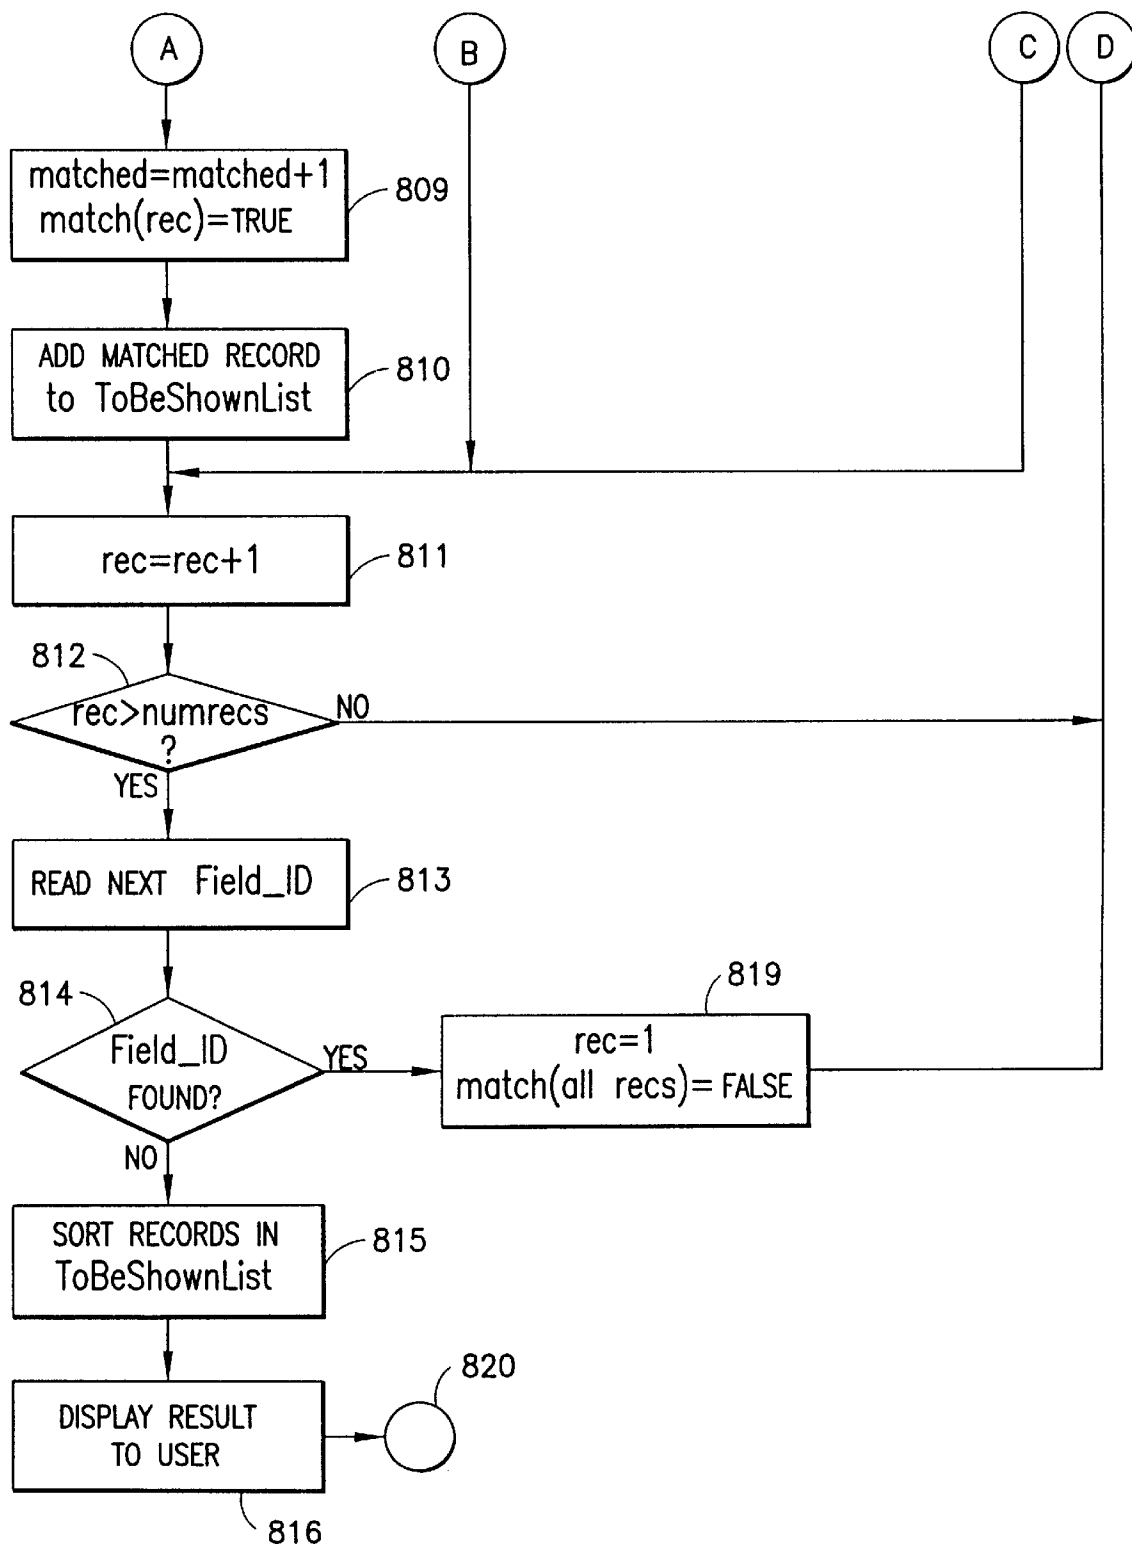 A
B
C
D
matched=matched+1
match(rec)=TRUE
809
ADD MATCHED RECORD
to ToBeShownList
810
rec=rec+1
811
812
rec>numrecs
?
NO
YES
READ NEXT Field_ID
813
814
Field_ID
FOUND?
YES
NO
819
rec=1
match(all recs)=FALSE
SORT RECORDS IN
ToBeShownList
815
DISPLAY RESULT
TO USER
816
820